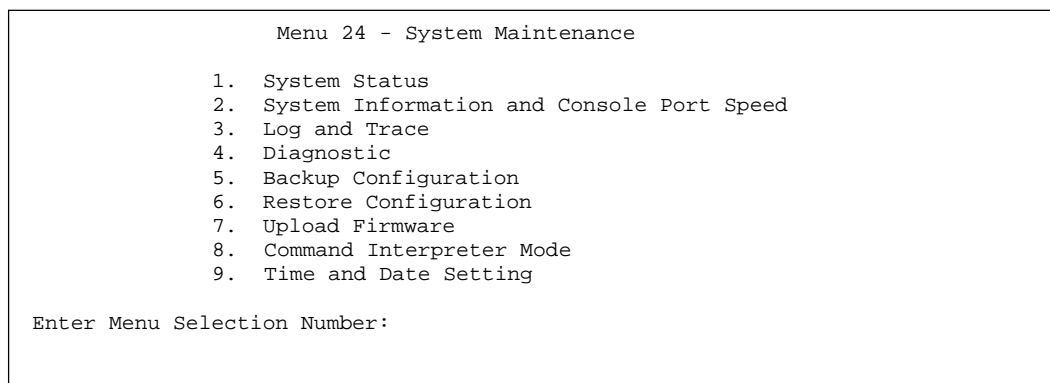 Menu 24 - System Maintenance
1. System Status
2. System Information and Console Port Speed
3. Log and Trace
4. Diagnostic
5. Backup Configuration
6. Restore Configuration
7. Upload Firmware
8. Command Interpreter Mode
9. Time and Date Setting
Enter Menu Selection Number: